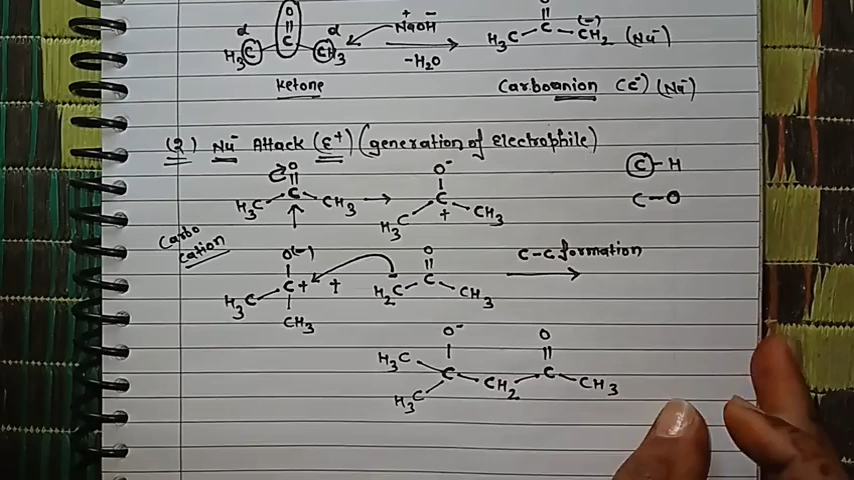 O
α || α
H₃C C CH₃
+ NaOH⁻
-H₂O
ketone
O
|| (-)
H₃C - C - CH₂ (Nu⁻)
Carboanion (C⁻) (Nu⁻)
(2) Nu⁻ Attack (E⁺) (generation of Electrophile)
O
||
H₃C - C - CH₃ →
O⁻
|
C
+
H₃C CH₃
C-H
C-O
Carbo
cation
O(-)
|
H₃C - C+
|
CH₃
+
O
||
H₂C⁻ - C - CH₃
C-C formation
O⁻ O
| ||
H₃C
C - CH₂ - C - CH₃
H₃C